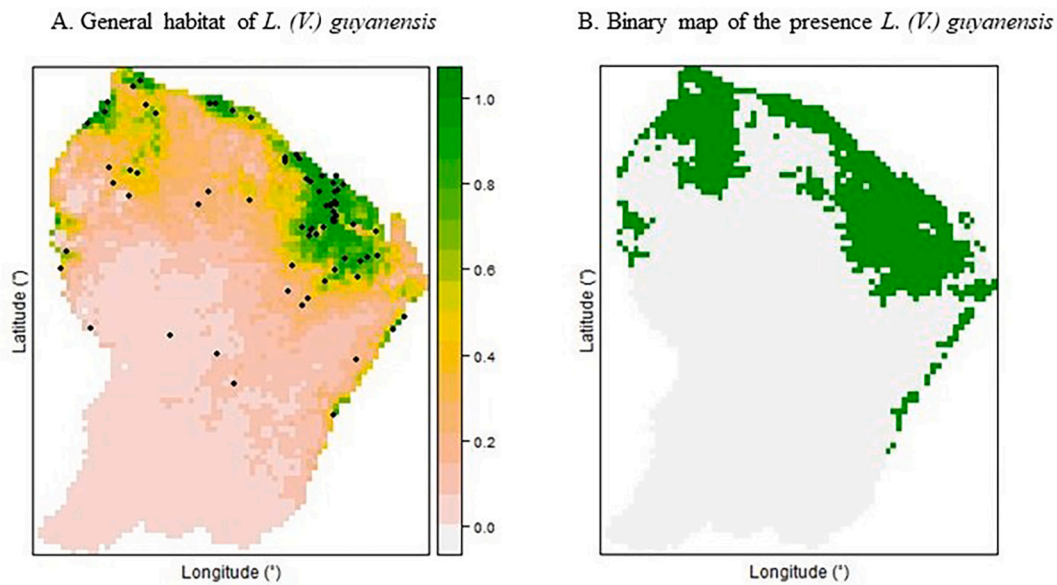 A. General habitat of L. (V.) guyanensis
B. Binary map of the presence L. (V.) guyanensis
Latitude (°)
1.0
0.8
0.6
0.4
0.2
0.0
Longitude (°)
Latitude (°)
Longitude (°)